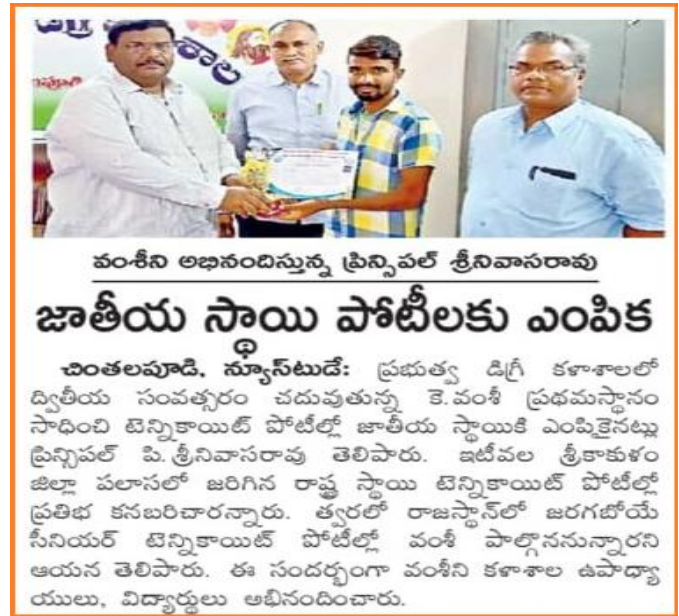 వంశీని అభినందిస్తున్న ప్రిన్సిపల్ శ్రీనివాసరావు
జాతీయ స్థాయి పోటీలకు ఎంపిక
చింతలపూడి, న్యూస్‌టుడే: ప్రభుత్వ డిగ్రీ కళాశాలలో
ద్వితీయ సంవత్సరం చదువుతున్న కె.వంశీ ప్రథమస్థానం
సాధించి టెన్నికాయిట్ పోటీల్లో జాతీయ స్థాయికి ఎంపికైనట్లు
ప్రిన్సిపల్ పి.శ్రీనివాసరావు తెలిపారు. ఇటీవల శ్రీకాకుళం
జిల్లా పలాసలో జరిగిన రాష్ట్ర స్థాయి టెన్నికాయిట్ పోటీల్లో
ప్రతిభ కనబరిచారన్నారు. త్వరలో రాజస్థాన్‌లో జరగబోయే
సీనియర్ టెన్నికాయిట్ పోటీల్లో వంశీ పాల్గొననున్నారని
ఆయన తెలిపారు. ఈ సందర్భంగా వంశీని కళాశాల ఉపాధ్యా
యులు, విద్యార్థులు అభినందించారు.